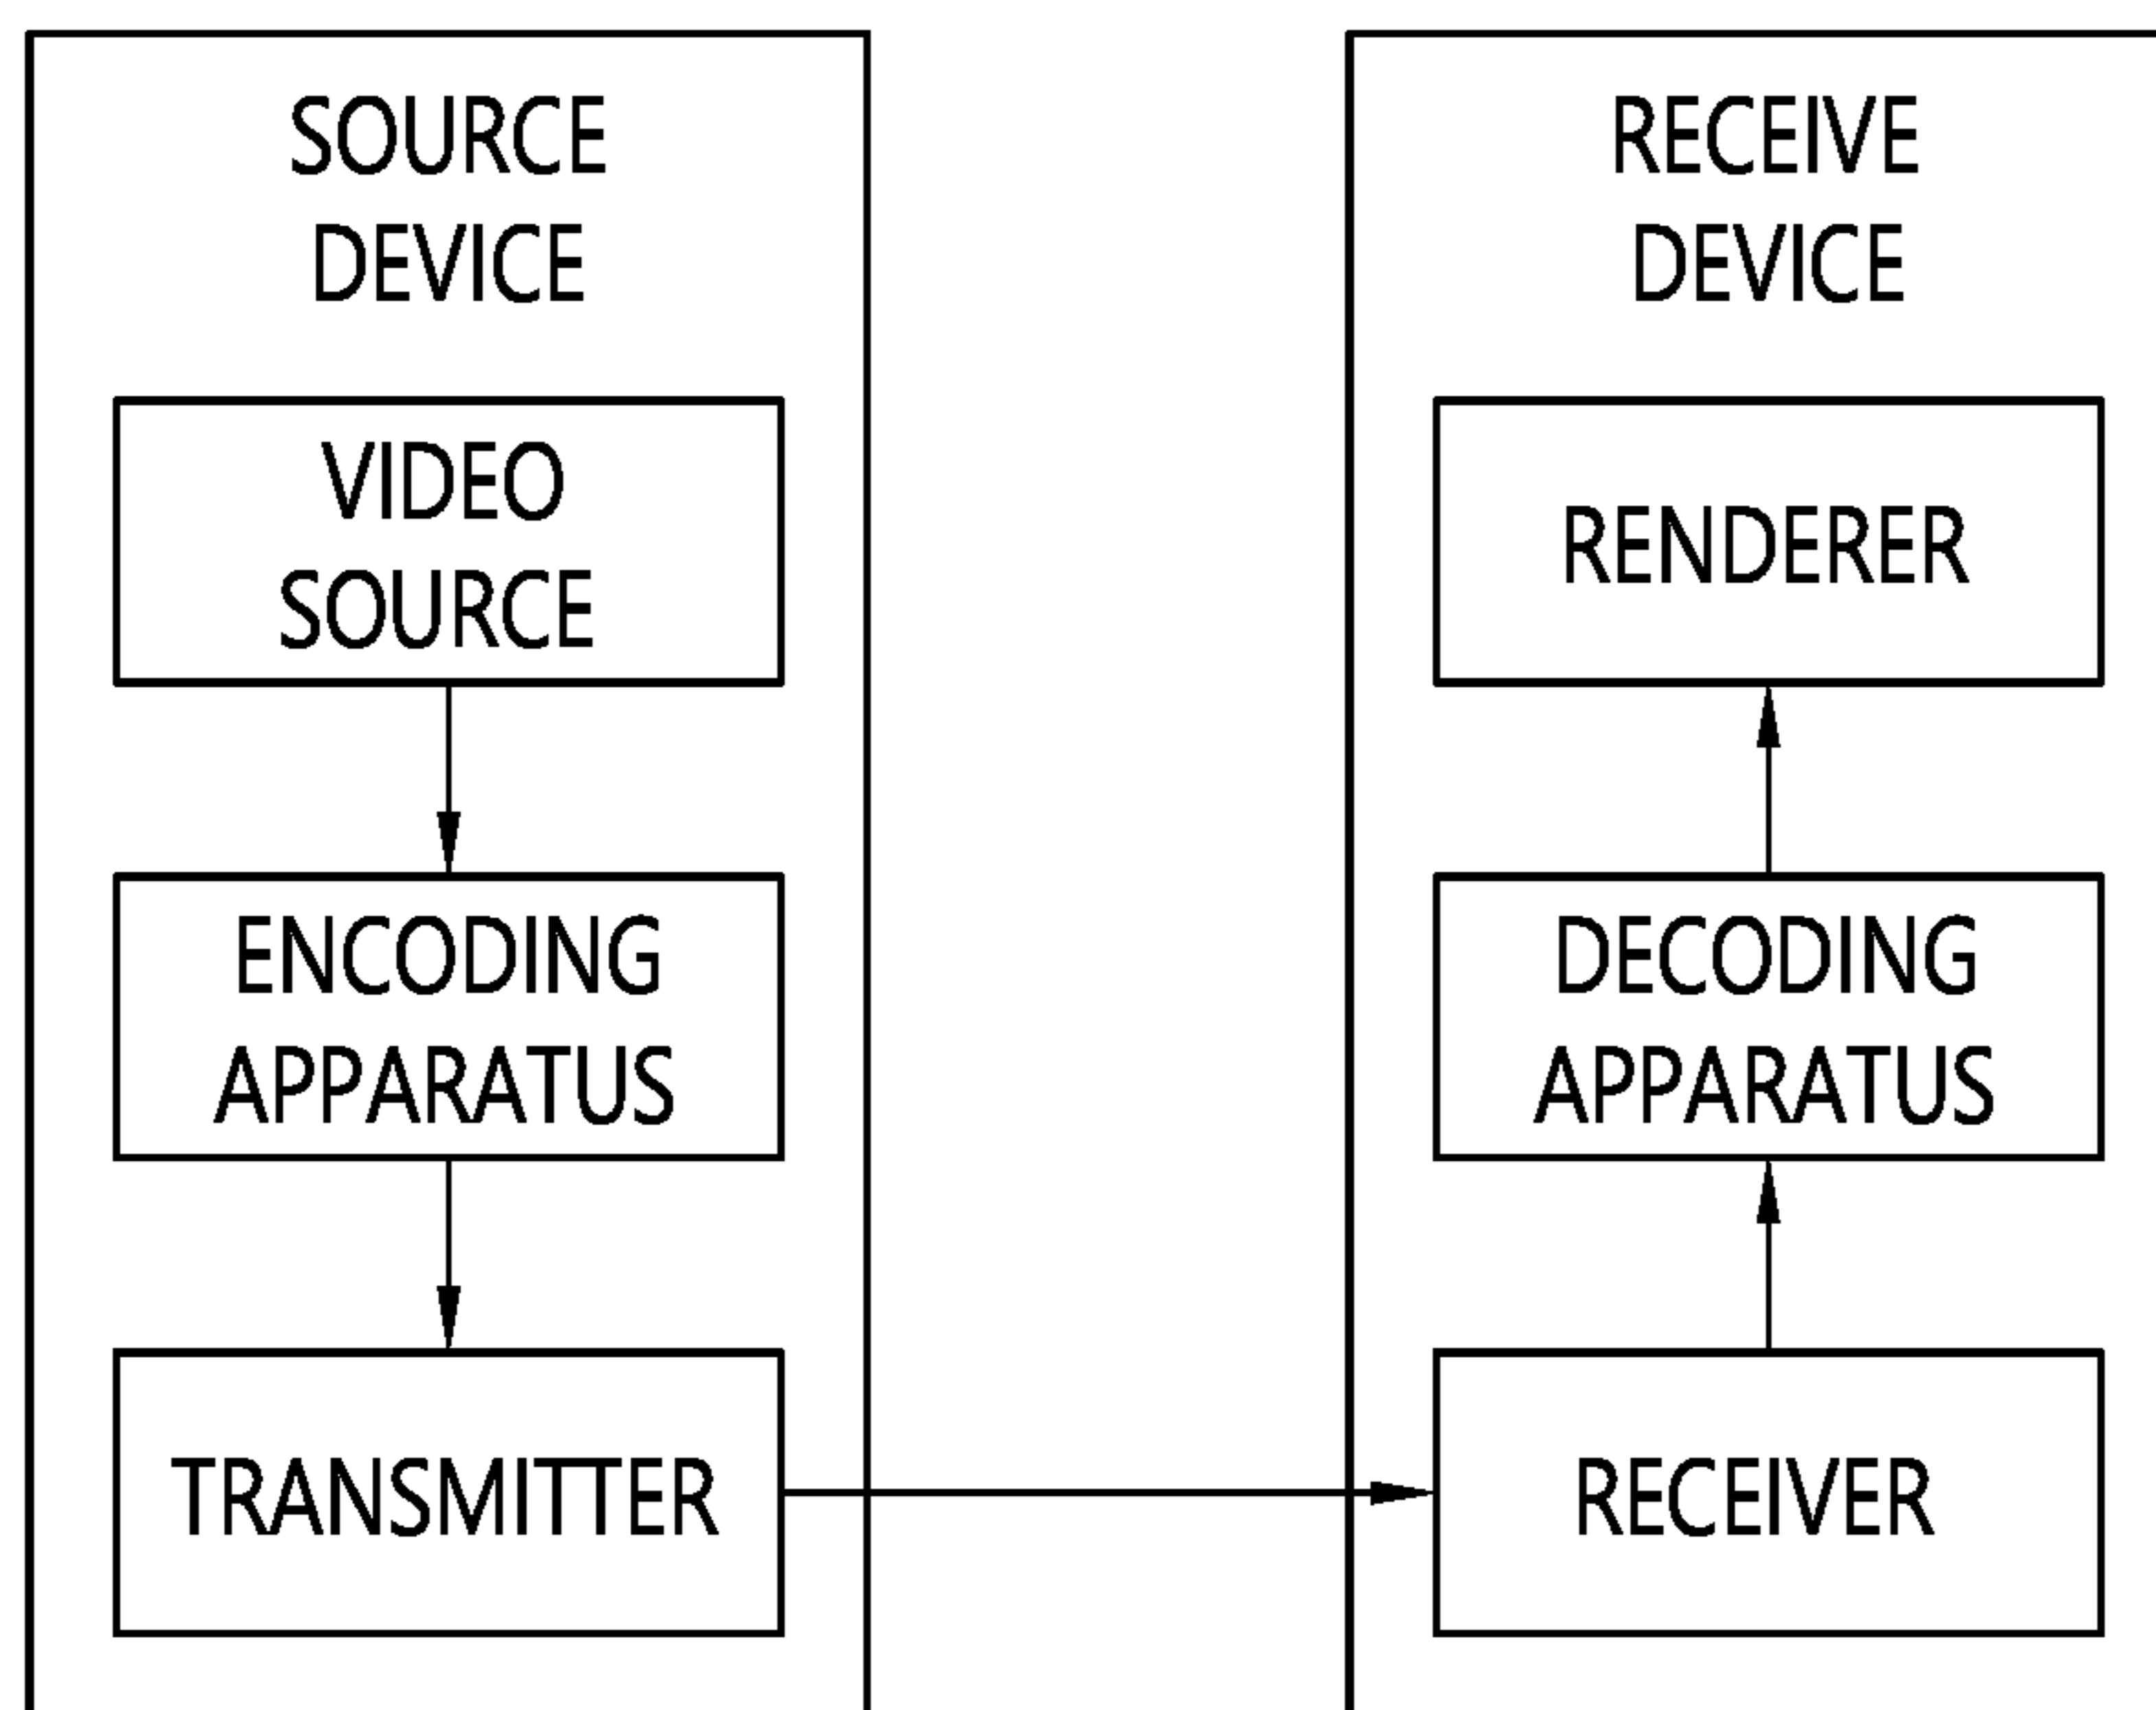 SOURCE
DEVICE
VIDEO
SOURCE
ENCODING
APPARATUS
TRANSMITTER
RECEIVE
DEVICE
RENDERER
DECODING
APPARATUS
RECEIVER